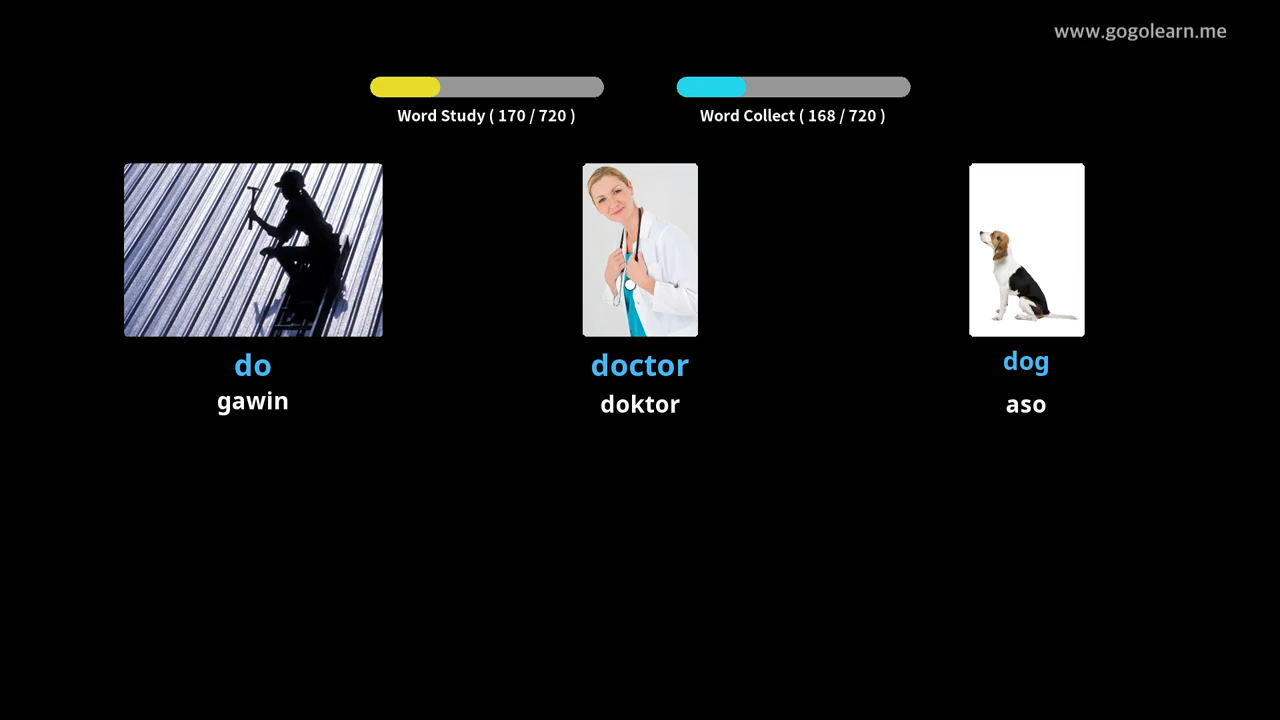 www.gogolearn.me
Word Study ( 170 / 720 )
Word Collect ( 168 / 720 )
do
doctor
dog
gawin
doktor
aso